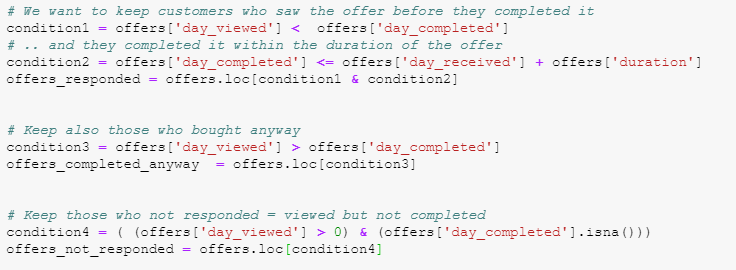 # We want to keep customers who saw the offer before they completed it
condition1 = offers['day_viewed'] <  offers['day_completed']
# .. and they completed it within the duration of the offer
condition2 = offers['day_completed'] <= offers['day_received'] + offers['duration']
offers_responded = offers.loc[condition1 & condition2]
# Keep also those who bought anyway
condition3 = offers['day_viewed'] > offers['day_completed']
offers_completed_anyway  = offers.loc[condition3]
# Keep those who not responded = viewed but not completed
condition4 = ( (offers['day_viewed'] > 0) & (offers['day_completed'].isna()))
offers_not_responded = offers.loc[condition4]